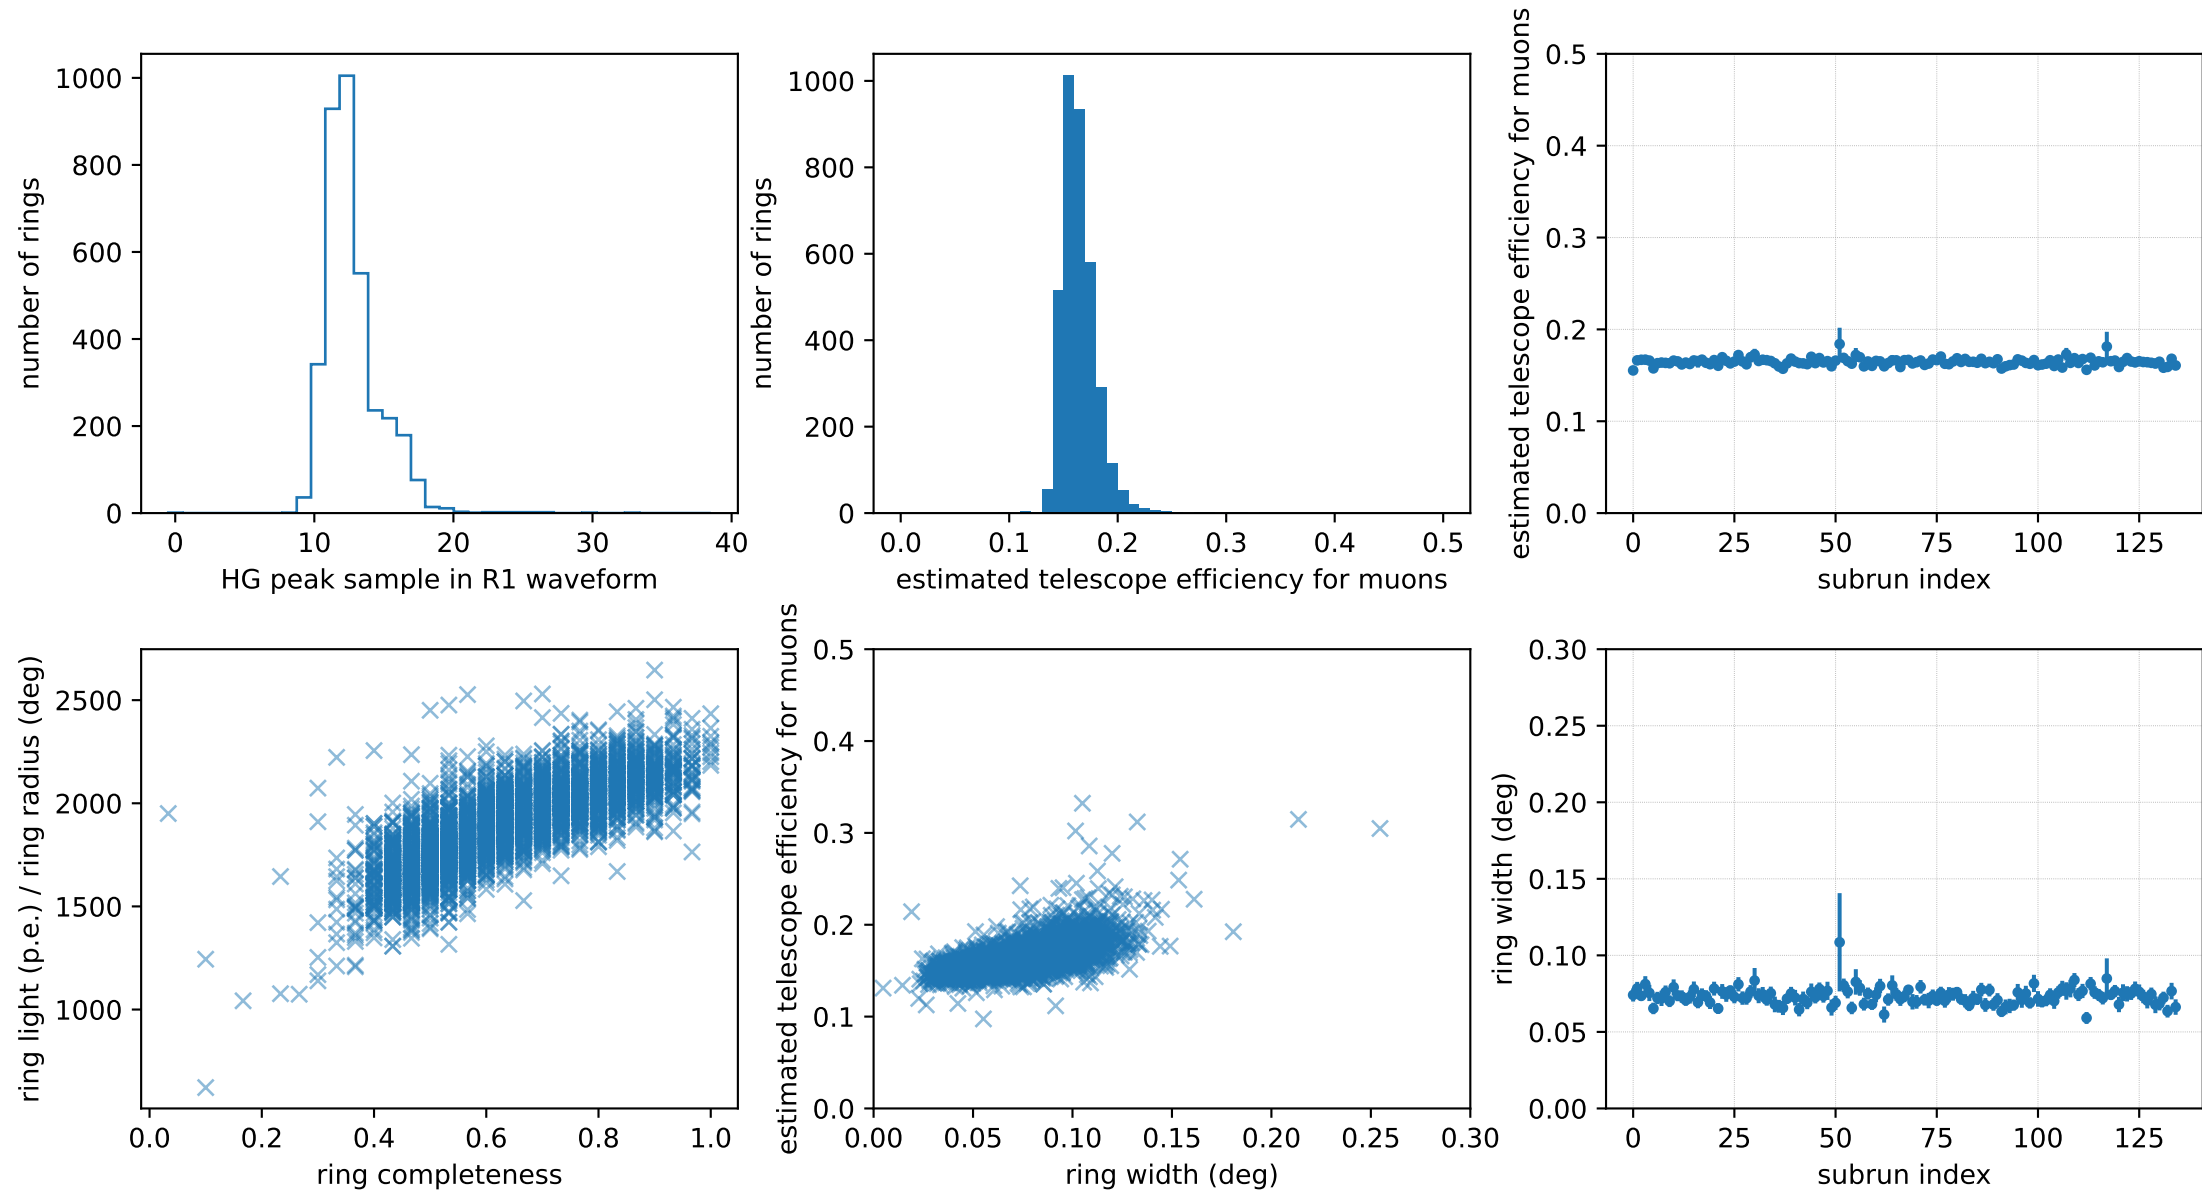 number of rings
1000
800
600
400
200
0
0 10 20 30 40
HG peak sample in R1 waveform
number of rings
1000
800
600
400
200
0
0.0 0.1 0.2 0.3 0.4 0.5
estimated telescope efficiency for muons
estimated telescope efficiency for muons
0.5
0.4
0.3
0.2
0.1
0.0
0 25 50 75 100 125
subrun index
ring light (p.e.) / ring radius (deg)
2500
2000
1500
1000
0.0 0.2 0.4 0.6 0.8 1.0
ring completeness
estimated telescope efficiency for muons
0.5
0.4
0.3
0.2
0.1
0.0
0.00 0.05 0.10 0.15 0.20 0.25 0.30
ring width (deg)
ring width (deg)
0.30
0.25
0.20
0.15
0.10
0.05
0.00
0 25 50 75 100 125
subrun index